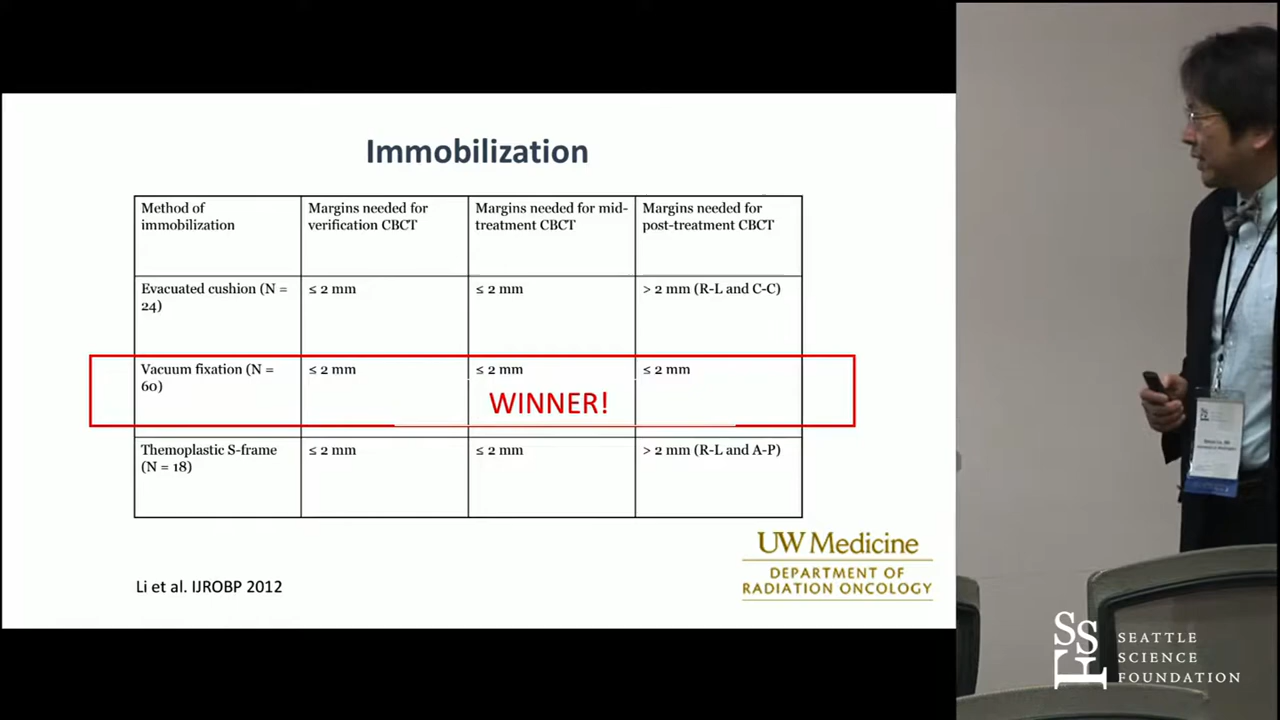 Immobilization
Method of
immobilization
Margins needed for
verification CBCT
Margins needed for mid-
treatment CBCT
Margins needed for
post-treatment CBCT
Evacuated cushion (N =
24)
≤ 2 mm
≤ 2 mm
> 2 mm (R-L and C-C)
Vacuum fixation (N =
60)
≤ 2 mm
≤ 2 mm
≤ 2 mm
WINNER!
Themoplastic S-frame
(N = 18)
≤ 2 mm
≤ 2 mm
> 2 mm (R-L and A-P)
Li et al. IJROBP 2012
UW Medicine
DEPARTMENT OF
RADIATION ONCOLOGY
SSF
SEATTLE
SCIENCE
FOUNDATION